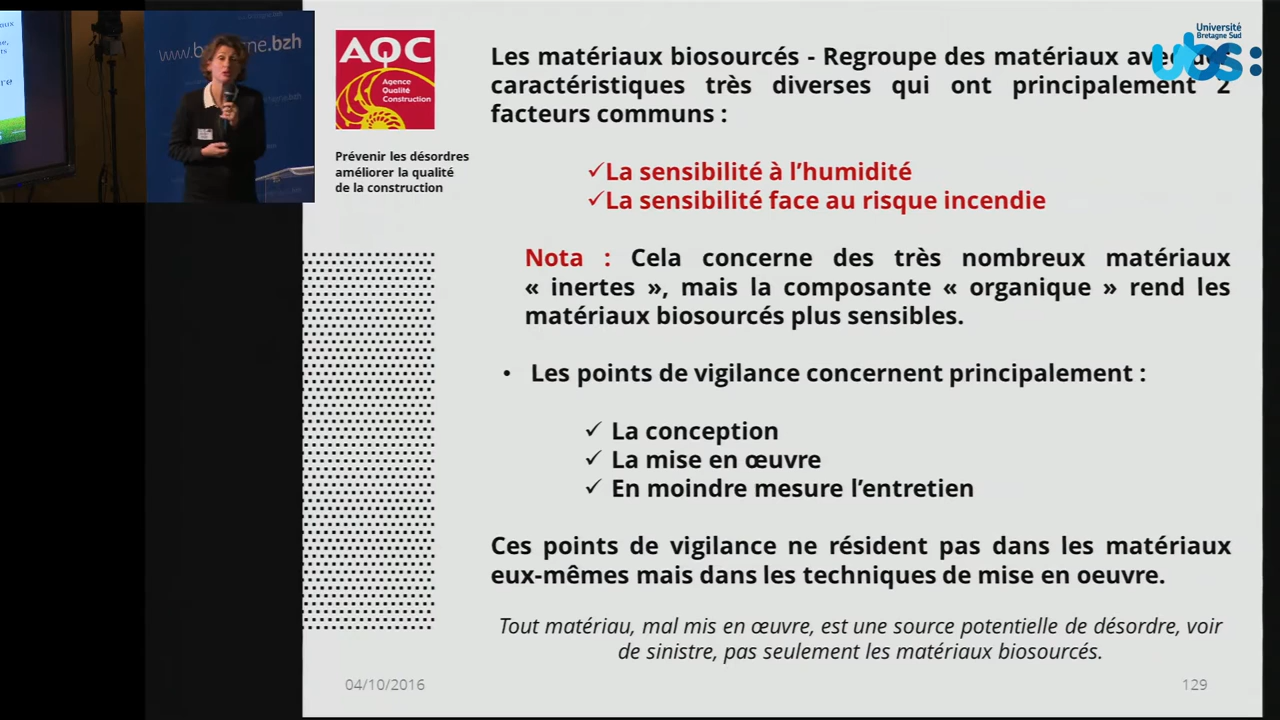 www.b gne.bzh
AQC
Agence
Qualité
Construction
Prévenir les désordres
améliorer la qualité
de la construction
Université
Bretagne Sud
ubs:
Les matériaux biosourcés - Regroupe des matériaux avec
caractéristiques très diverses qui ont principalement 2
facteurs communs :
✓La sensibilité à l’humidité
✓La sensibilité face au risque incendie
Nota : Cela concerne des très nombreux matériaux
« inertes », mais la composante « organique » rend les
matériaux biosourcés plus sensibles.
• Les points de vigilance concernent principalement :
✓ La conception
✓ La mise en œuvre
✓ En moindre mesure l’entretien
Ces points de vigilance ne résident pas dans les matériaux
eux-mêmes mais dans les techniques de mise en oeuvre.
Tout matériau, mal mis en œuvre, est une source potentielle de désordre, voir
de sinistre, pas seulement les matériaux biosourcés.
04/10/2016
129